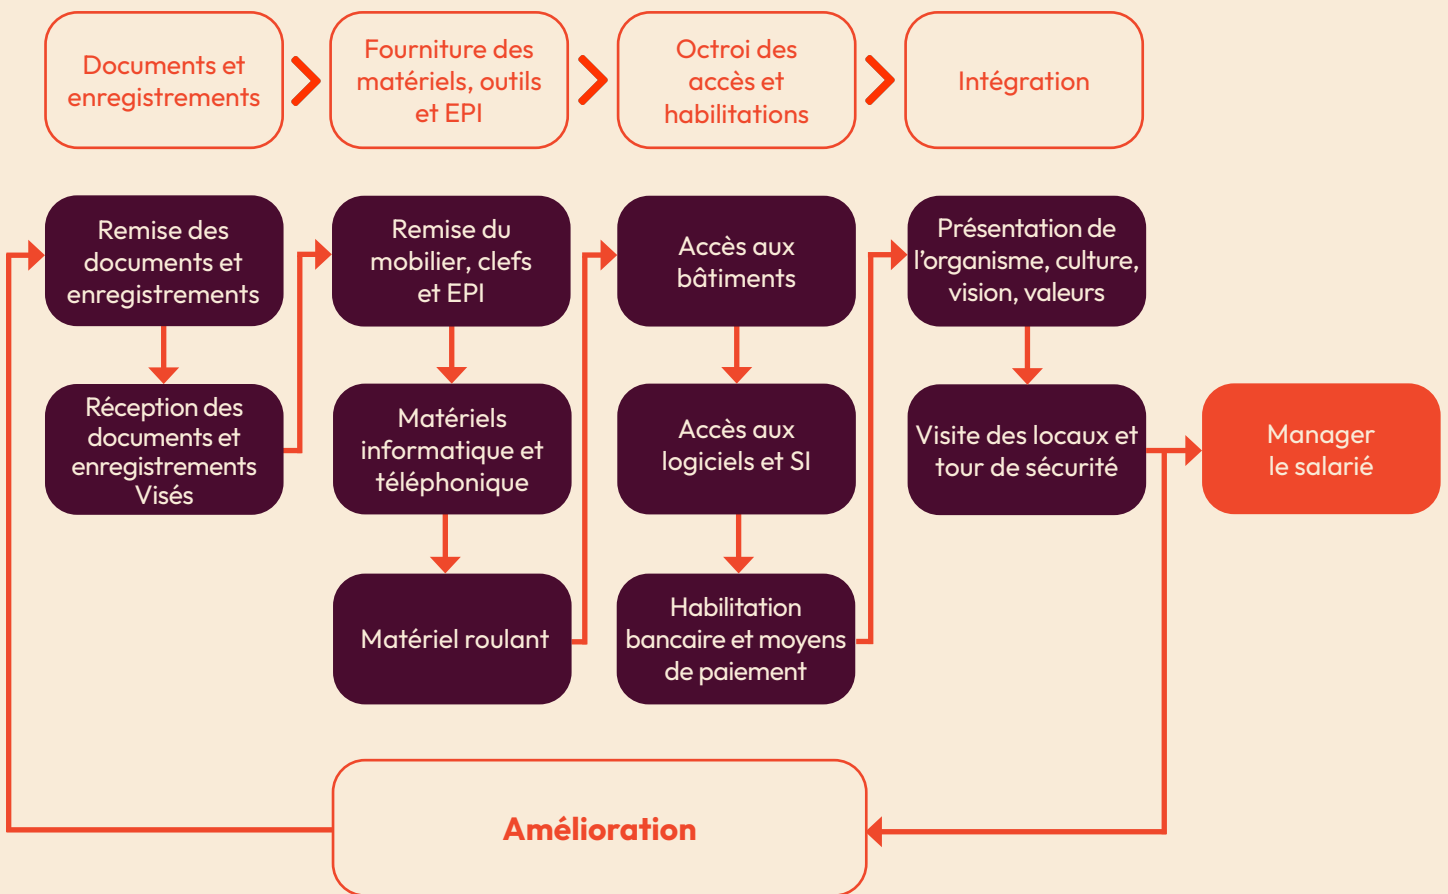 Documents et
enregistrements
Fourniture des
matériels, outils
et EPI
Octroi des
accès et
habilitations
Intégration
Remise des
documents et
enregistrements
Réception des
documents et
enregistrements
Visés
Remise du
mobilier, clefs
et EPI
Matériels
informatique et
téléphonique
Matériel roulant
Accès aux
bâtiments
Accès aux
logiciels et SI
Habilitation
bancaire et moyens
de paiement
Présentation de
l'organisme, culture,
vision, valeurs
Visite des locaux et
tour de sécurité
Manager
le salarié
Amélioration